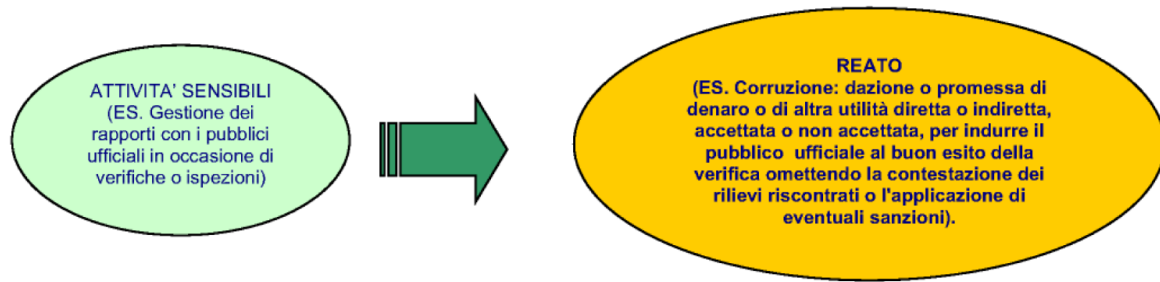 ATTIVITA' SENSIBILI
(ES. Gestione dei
rapporti con i pubblici
ufficiali in occasione di
verifiche o ispezioni)
REATO
(ES. Corruzione: dazione o promessa di
denaro o di altra utilità diretta o indiretta,
accettata o non accettata, per indurre il
pubblico ufficiale al buon esito della
verifica omettendo la contestazione dei
rilievi riscontrati o l'applicazione di
eventuali sanzioni).